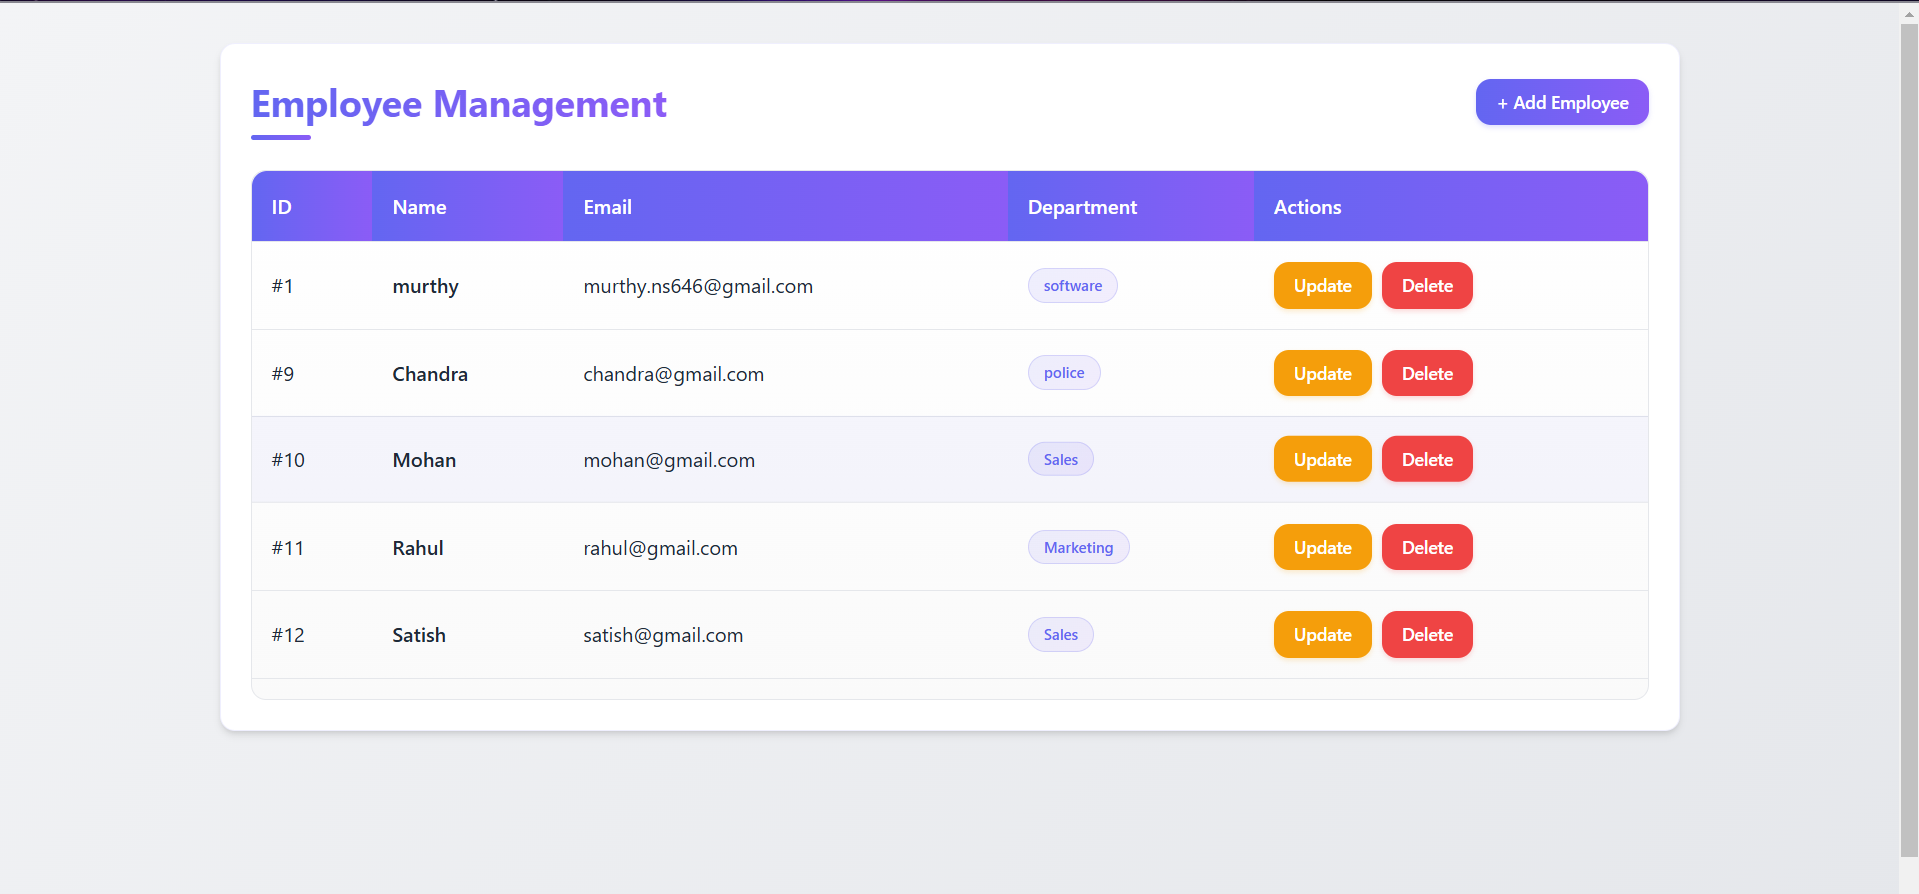 Employee Management
+ Add Employee
ID Name Email Department Actions
#1 murthy murthy.ns646@gmail.com software Update Delete
#9 Chandra chandra@gmail.com police Update Delete
#10 Mohan mohan@gmail.com Sales Update Delete
#11 Rahul rahul@gmail.com Marketing Update Delete
#12 Satish satish@gmail.com Sales Update Delete